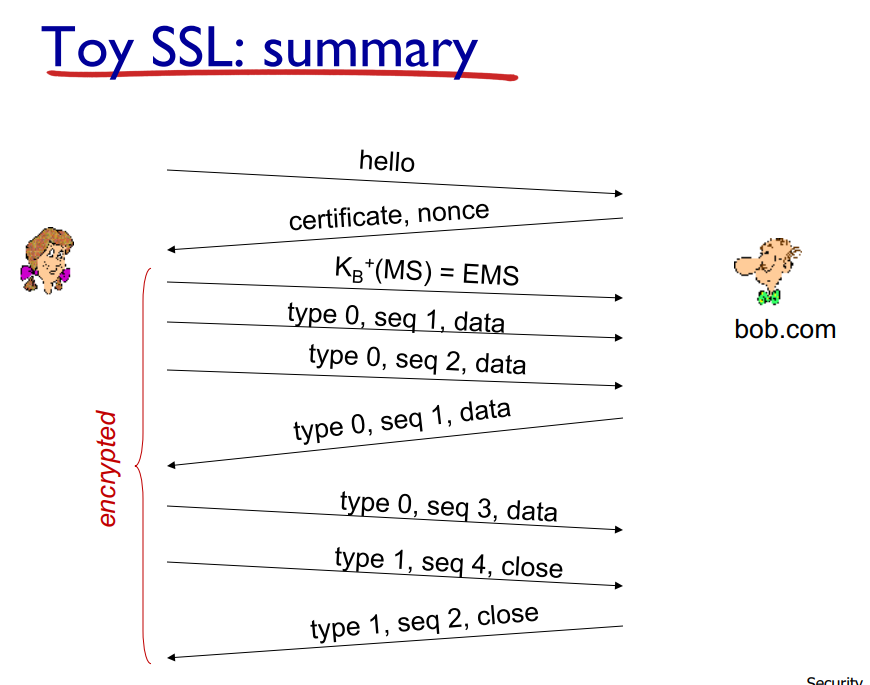 Toy SSL: summary
hello
certificate, nonce
K_B^+(MS) = EMS
type 0, seq 1, data
bob.com
type 0, seq 2, data
type 0, seq 1, data
encrypted
type 0, seq 3, data
type 1, seq 4, close
type 1, seq 2, close
Security